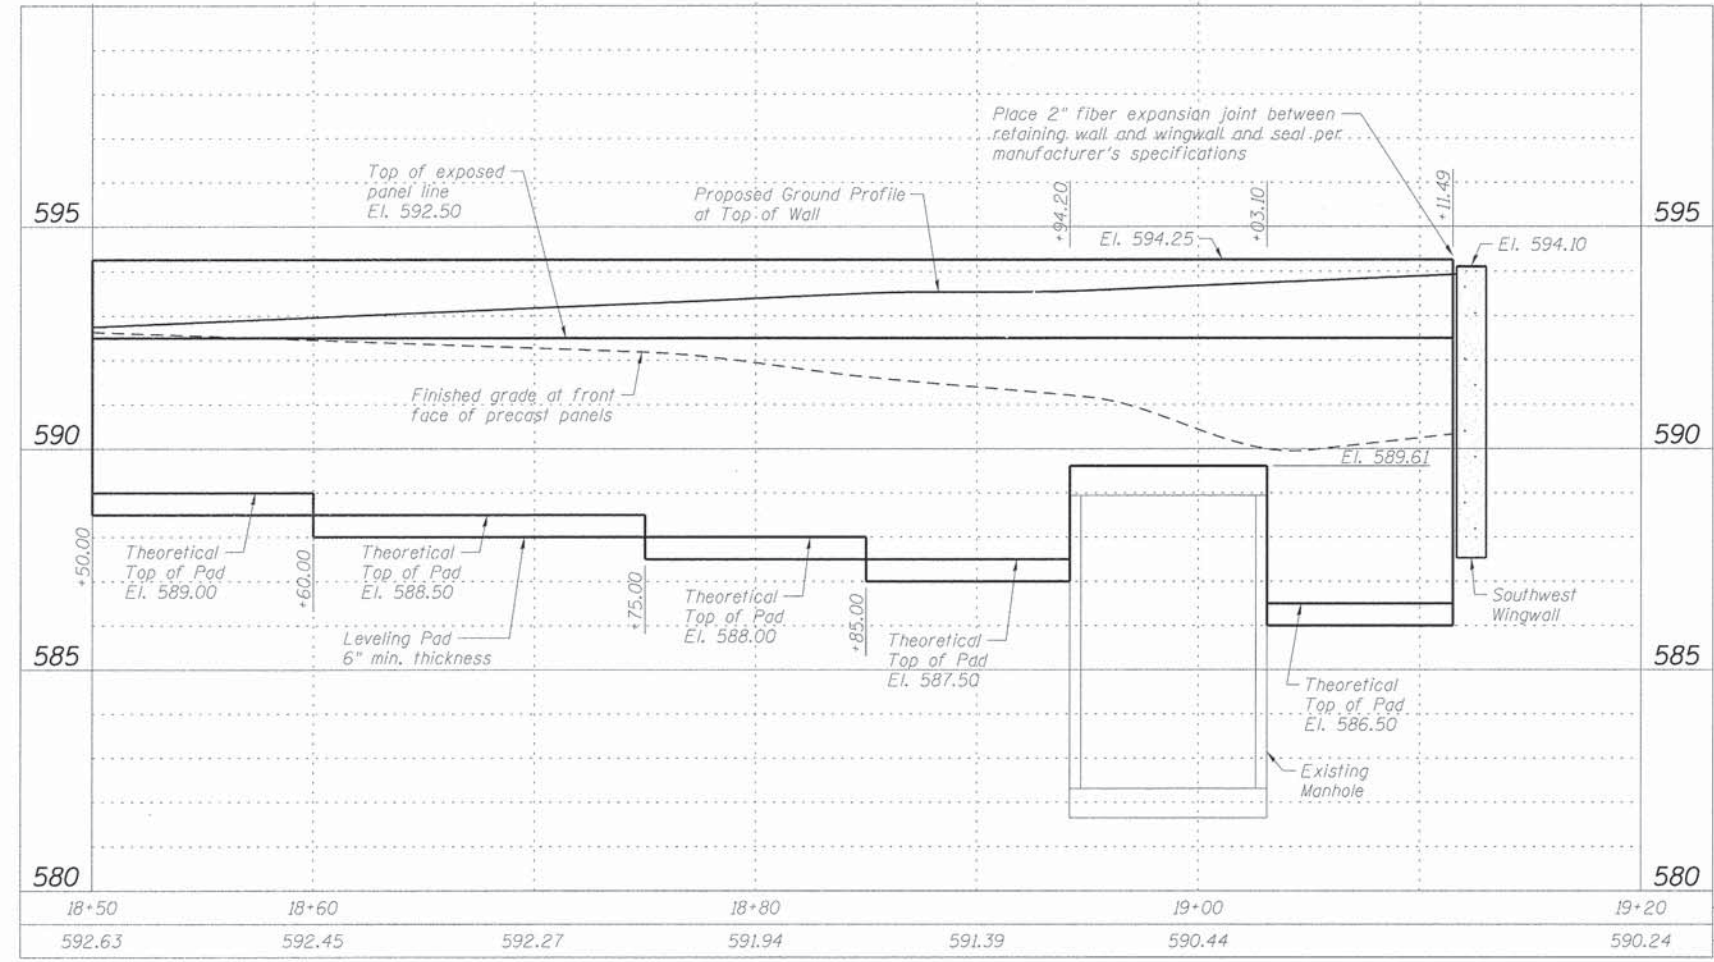 Place 2" fiber expansion joint between
retaining wall and wingwall and seal per
manufacturer's specifications
Top of exposed
panel line
El. 592.50
Proposed Ground Profile
at Top of Wall
+94.20
+03.10
+11.49
595
595
El. 594.25
El. 594.10
Finished grade at front
face of precast panels
590
590
El. 589.61
+50.00
Theoretical
Top of Pad
El. 589.00
+60.00
Theoretical
Top of Pad
El. 588.50
Leveling Pad
6" min. thickness
+75.00
Theoretical
Top of Pad
El. 588.00
+85.00
Theoretical
Top of Pad
El. 587.50
Southwest
Wingwall
585
585
Theoretical
Top of Pad
El. 586.50
Existing
Manhole
580
580
18+50 18+60 18+80 19+00 19+20
592.63 592.45 592.27 591.94 591.39 590.44 590.24